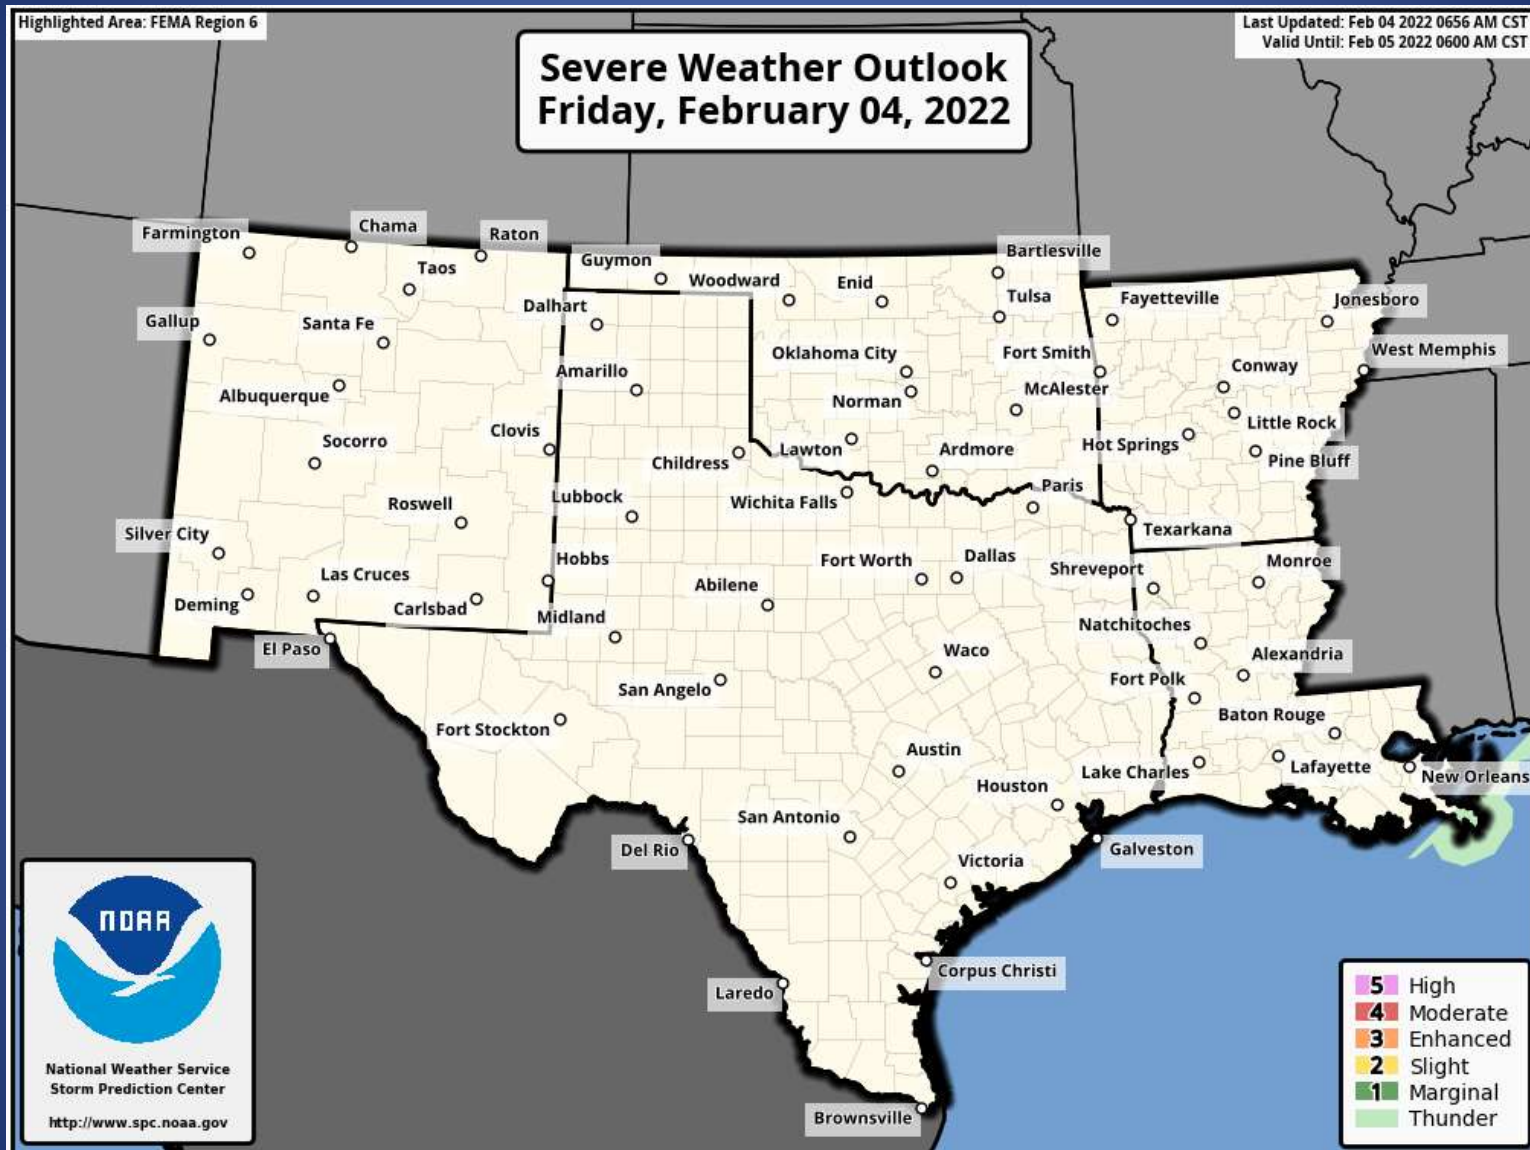 Highlighted Area: FEMA Region 6
Last Updated: Feb 04 2022 0656 AM CST
Valid Until: Feb 05 2022 0600 AM CST
Severe Weather Outlook
Friday, February 04, 2022
Farmington
Chama
Raton
Taos
Guymon
Woodward
Enid
Bartlesville
Tulsa
Fayetteville
Jonesboro
Gallup
Santa Fe
Dalhart
Oklahoma City
Fort Smith
West Memphis
Albuquerque
Amarillo
Norman
McAlester
Conway
Little Rock
Socorro
Clovis
Childress
Lawton
Ardmore
Hot Springs
Pine Bluff
Roswell
Lubbock
Wichita Falls
Paris
Texarkana
Silver City
Las Cruces
Hobbs
Abilene
Fort Worth
Dallas
Shreveport
Monroe
Deming
Carlsbad
Midland
Natchitoches
El Paso
San Angelo
Waco
Fort Polk
Alexandria
Fort Stockton
Austin
Baton Rouge
Houston
Lake Charles
Lafayette
New Orleans
Del Rio
San Antonio
Victoria
Galveston
Laredo
Corpus Christi
Brownsville
NOAA
National Weather Service
Storm Prediction Center
http://www.spc.noaa.gov
5 High
4 Moderate
3 Enhanced
2 Slight
1 Marginal
Thunder